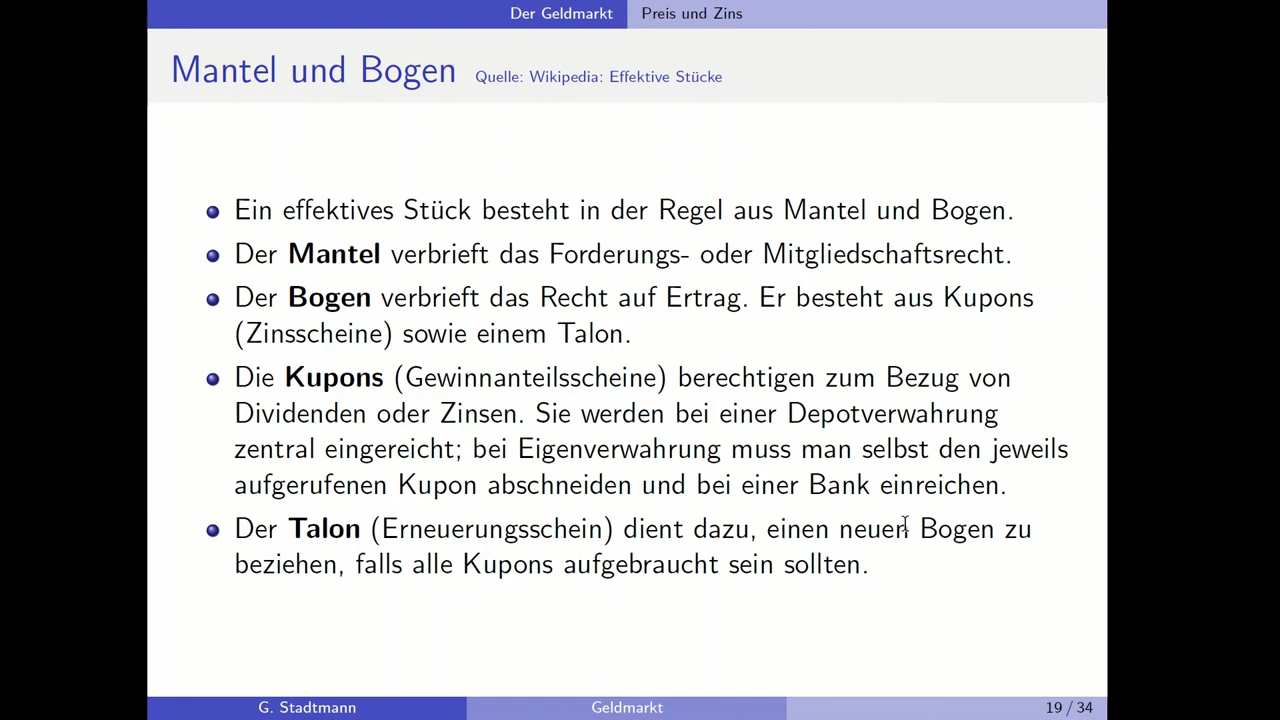 Der Geldmarkt Preis und Zins
Mantel und Bogen Quelle: Wikipedia: Effektive Stücke
Ein effektives Stück besteht in der Regel aus Mantel und Bogen.
Der Mantel verbrieft das Forderungs- oder Mitgliedschaftsrecht.
Der Bogen verbrieft das Recht auf Ertrag. Er besteht aus Kupons
(Zinsscheine) sowie einem Talon.
Die Kupons (Gewinnanteilsscheine) berechtigen zum Bezug von
Dividenden oder Zinsen. Sie werden bei einer Depotverwahrung
zentral eingereicht; bei Eigenverwahrung muss man selbst den jeweils
aufgerufenen Kupon abschneiden und bei einer Bank einreichen.
Der Talon (Erneuerungsschein) dient dazu, einen neuen Bogen zu
beziehen, falls alle Kupons aufgebraucht sein sollten.
G. Stadtmann Geldmarkt 19 / 34